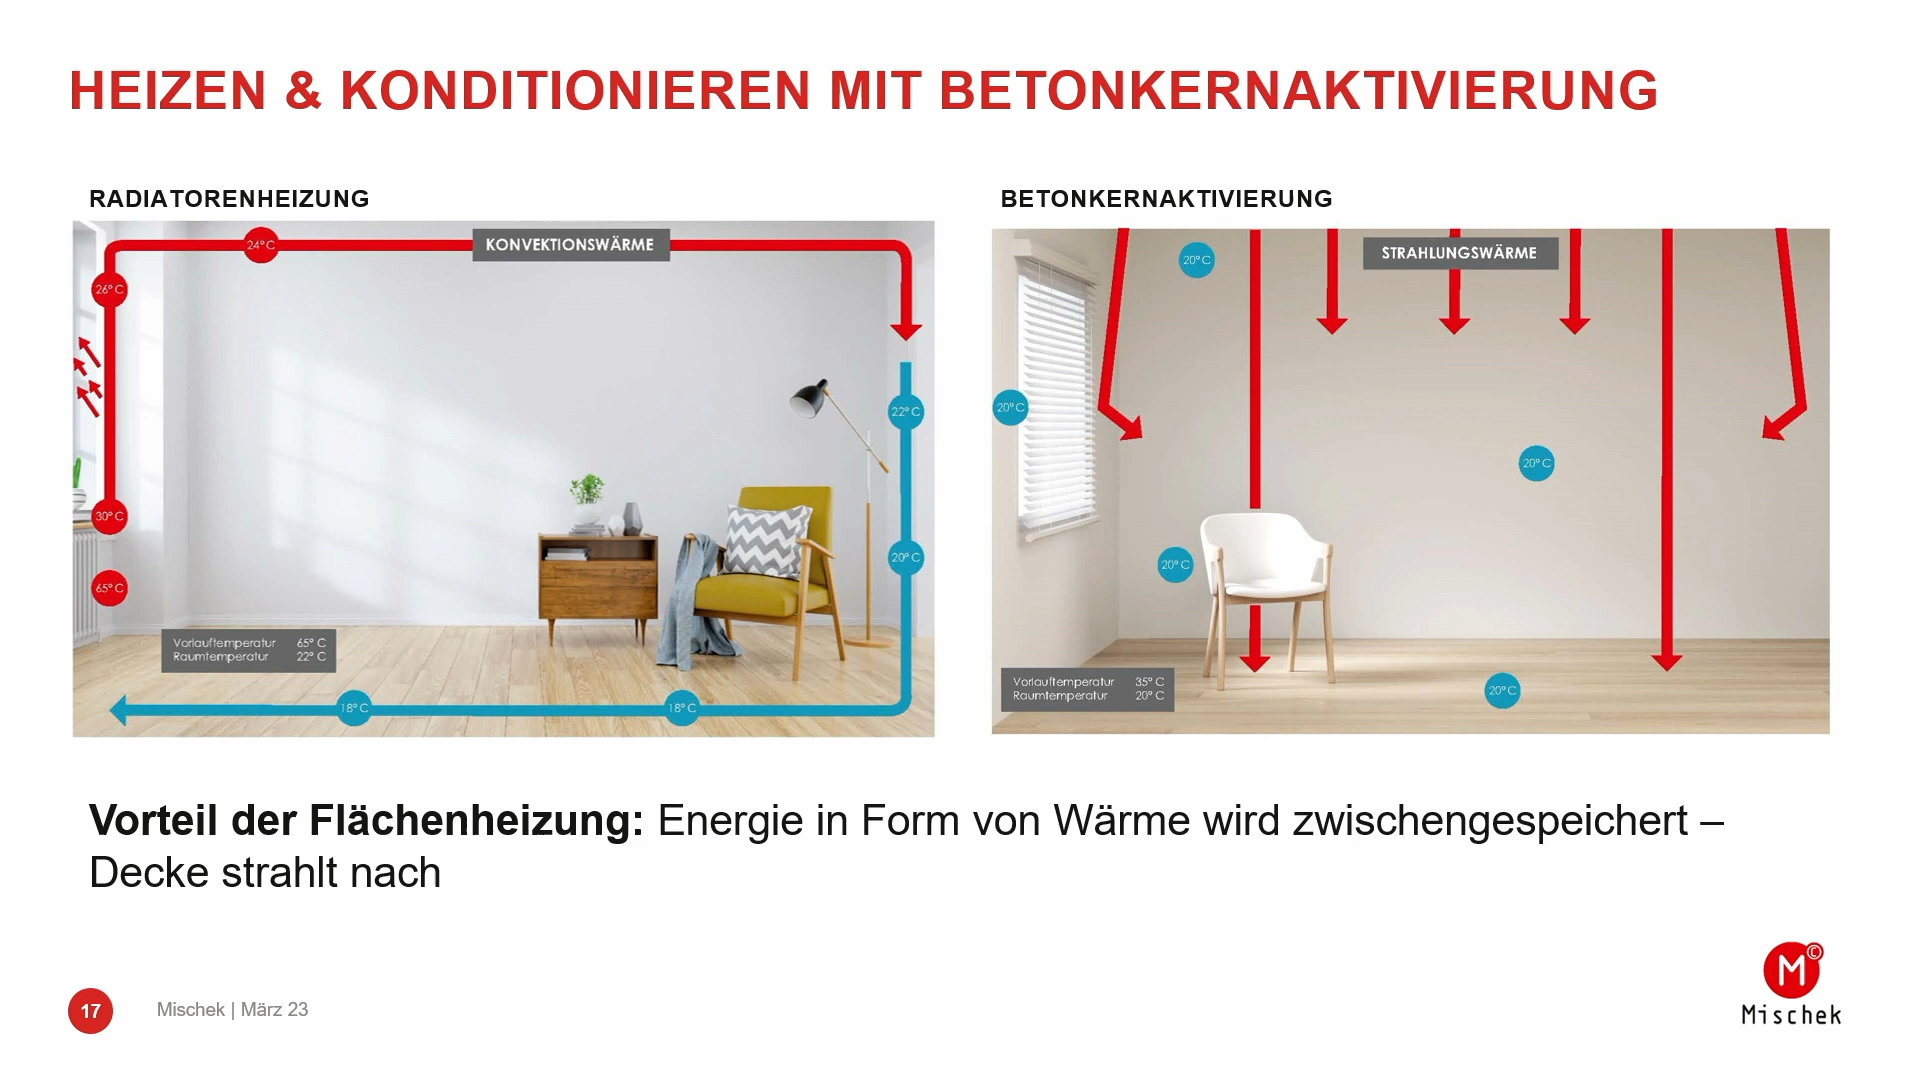 HEIZEN & KONDITIONIEREN MIT BETONKERNAKTIVIERUNG
RADIATORENHEIZUNG
KONVEKTIONSWÄRME
24° C
26° C
22° C
30° C
20° C
65° C
Vorlauftemperatur 65° C
Raumtemperatur 22° C
18° C
18° C
BETONKERNAKTIVIERUNG
STRAHLUNGSWÄRME
20° C
20° C
20° C
20° C
Vorlauftemperatur 35° C
Raumtemperatur 20° C
20° C
Vorteil der Flächenheizung: Energie in Form von Wärme wird zwischengespeichert –
Decke strahlt nach
17
Mischek | März 23
M©
Mischek